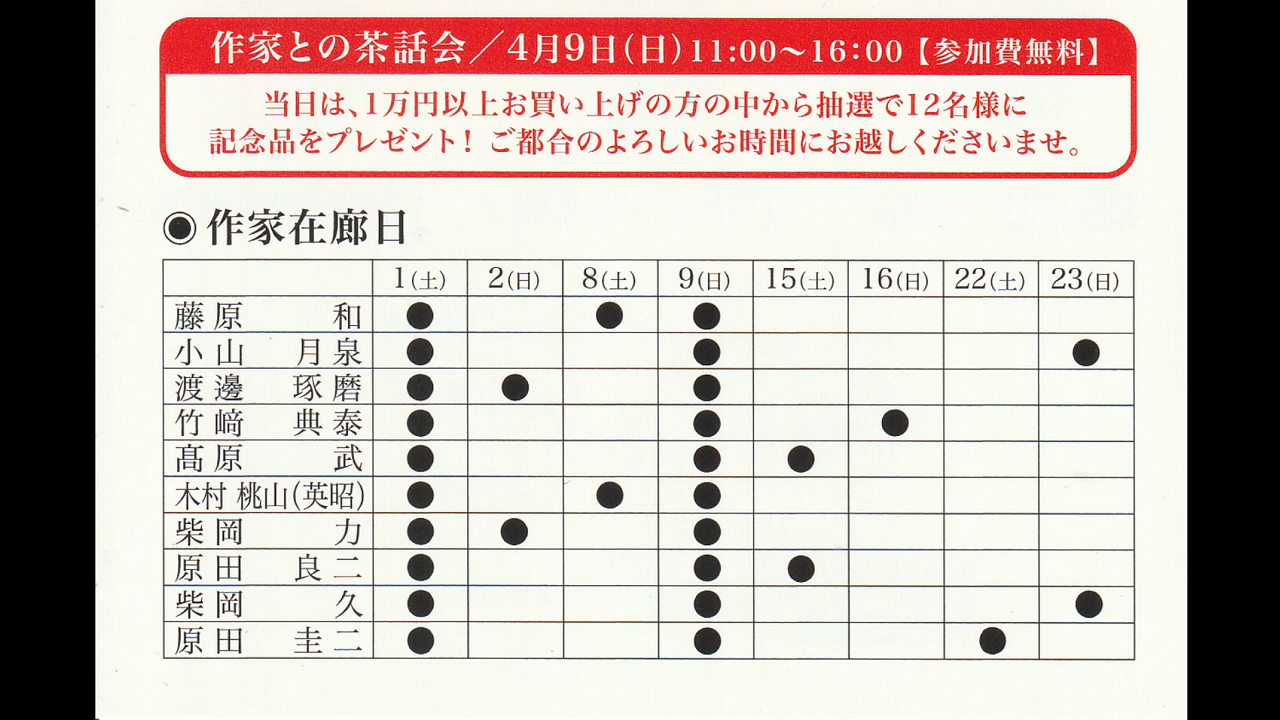 作家との茶話会／4月9日(日)11:00〜16:00【参加費無料】
当日は、1万円以上お買い上げの方の中から抽選で12名様に
記念品をプレゼント！ ご都合のよろしいお時間にお越しくださいませ。
◉作家在廊日
1(土) 2(日) 8(土) 9(日) 15(土) 16(日) 22(土) 23(日)
藤原 和 ● ● ●
小山 月泉 ● ● ●
渡邊 琢磨 ● ● ●
竹﨑 典泰 ● ● ●
髙原 武 ● ● ●
木村 桃山(英昭) ● ● ●
柴岡 力 ● ● ●
原田 良二 ● ● ●
柴岡 久 ● ● ●
原田 圭二 ● ● ●